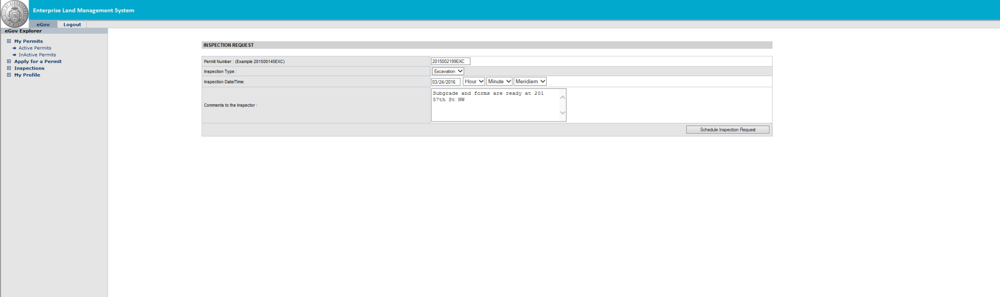 Enterprise Land Management System
eGov Logout
eGov Explorer
My Permits
Active Permits
InActive Permits
Apply for a Permit
Inspections
My Profile
INSPECTION REQUEST
Permit Number : (Example 201500145EXC) 2015002199EXC
Inspection Type : Excavation
Inspection Date/Time: 03/24/2016 Hour Minute Meridiem
Comments to the Inspector :
Subgrade and forms are ready at 201
57th St NW
Schedule Inspection Request